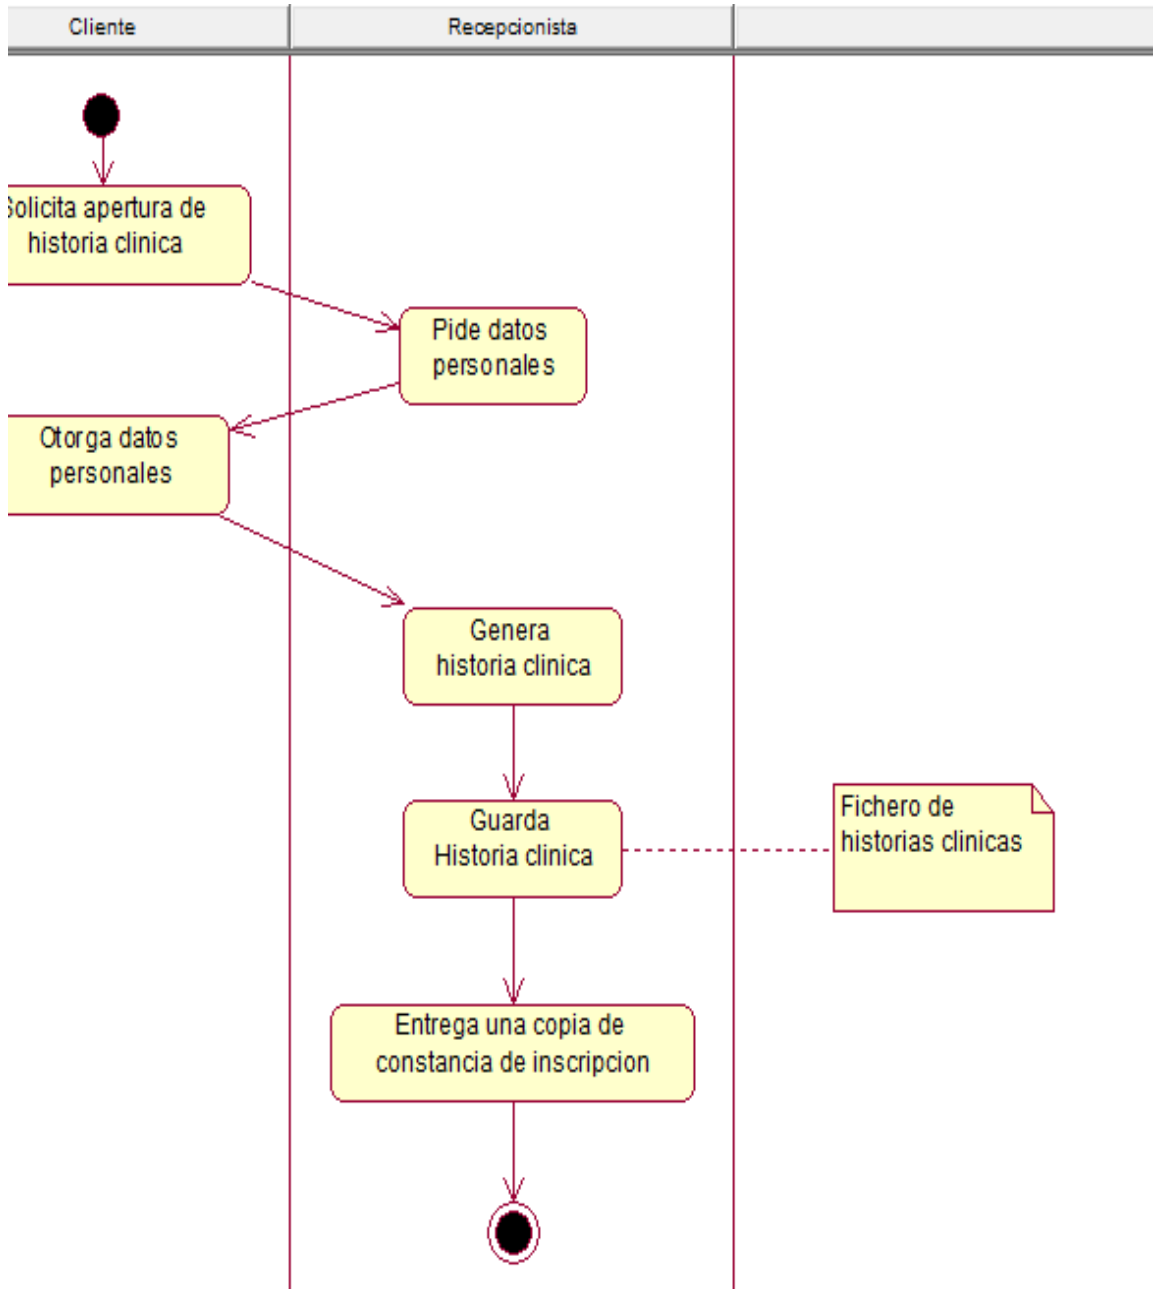 Cliente
Recepcionista
Solicita apertura de
historia clinica
Pide datos
personales
Otorga datos
personales
Genera
historia clinica
Guarda
Historia clinica
Fichero de
historias clinicas
Entrega una copia de
constancia de inscripcion